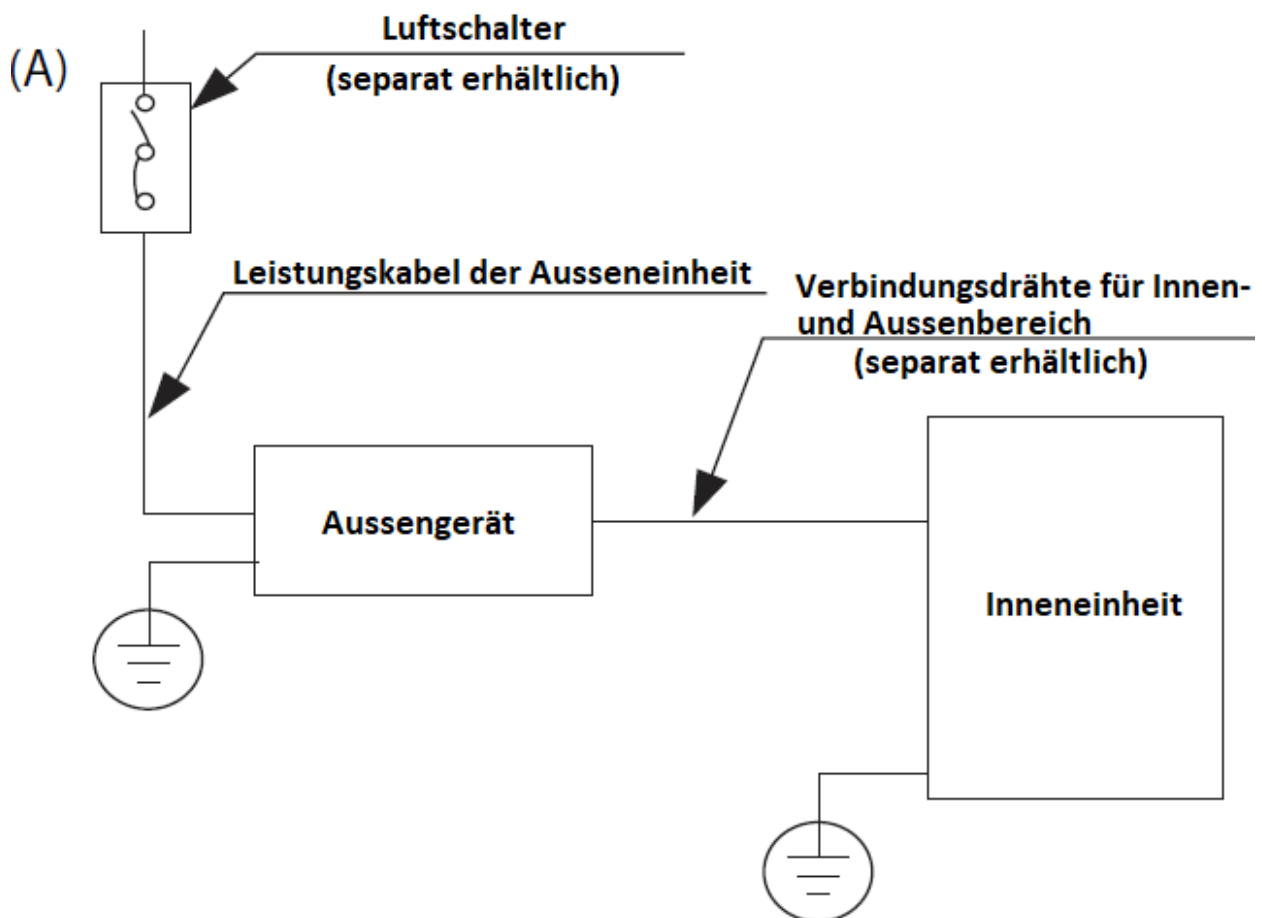 (A)
Luftschalter
(separat erhältlich)
Leistungskabel der Ausseneinheit
Verbindungsdrähte für Innen-
und Aussenbereich
(separat erhältlich)
Aussengerät
Inneneinheit